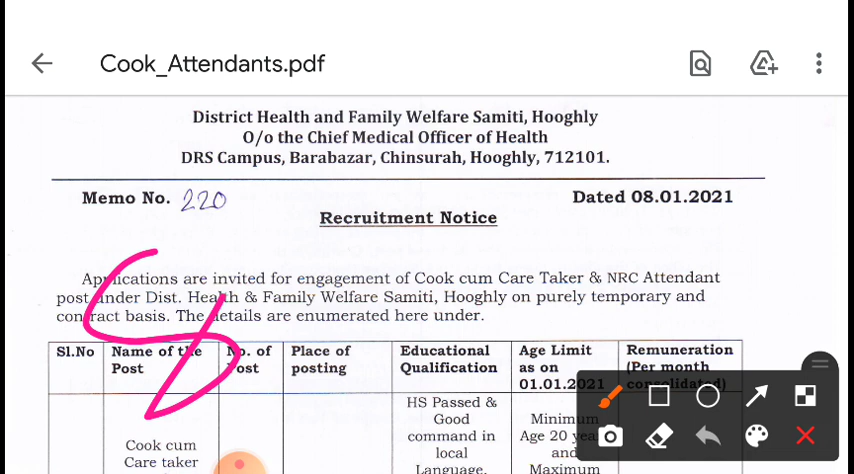 Cook_Attendants.pdf
District Health and Family Welfare Samiti, Hooghly
O/o the Chief Medical Officer of Health
DRS Campus, Barabazar, Chinsurah, Hooghly, 712101.
Memo No. 220 Dated 08.01.2021
Recruitment Notice
Applications are invited for engagement of Cook cum Care Taker & NRC Attendant
post under Dist. Health & Family Welfare Samiti, Hooghly on purely temporary and
contract basis. The details are enumerated here under.
Sl.No Name of the Post No. of Post Place of posting Educational Qualification Age Limit as on 01.01.2021 Remuneration (Per month consolidated)
Cook cum
Care taker
HS Passed &
Good
command in
local
Language,
Minimum
Age 20 years
and
Maximum